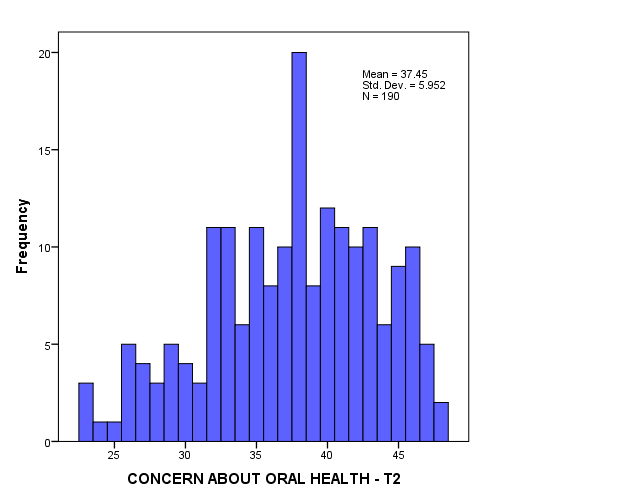 20
15
10
5
0
Frequency
Mean = 37.45
Std. Dev. = 5.952
N = 190
25 30 35 40 45
CONCERN ABOUT ORAL HEALTH - T2